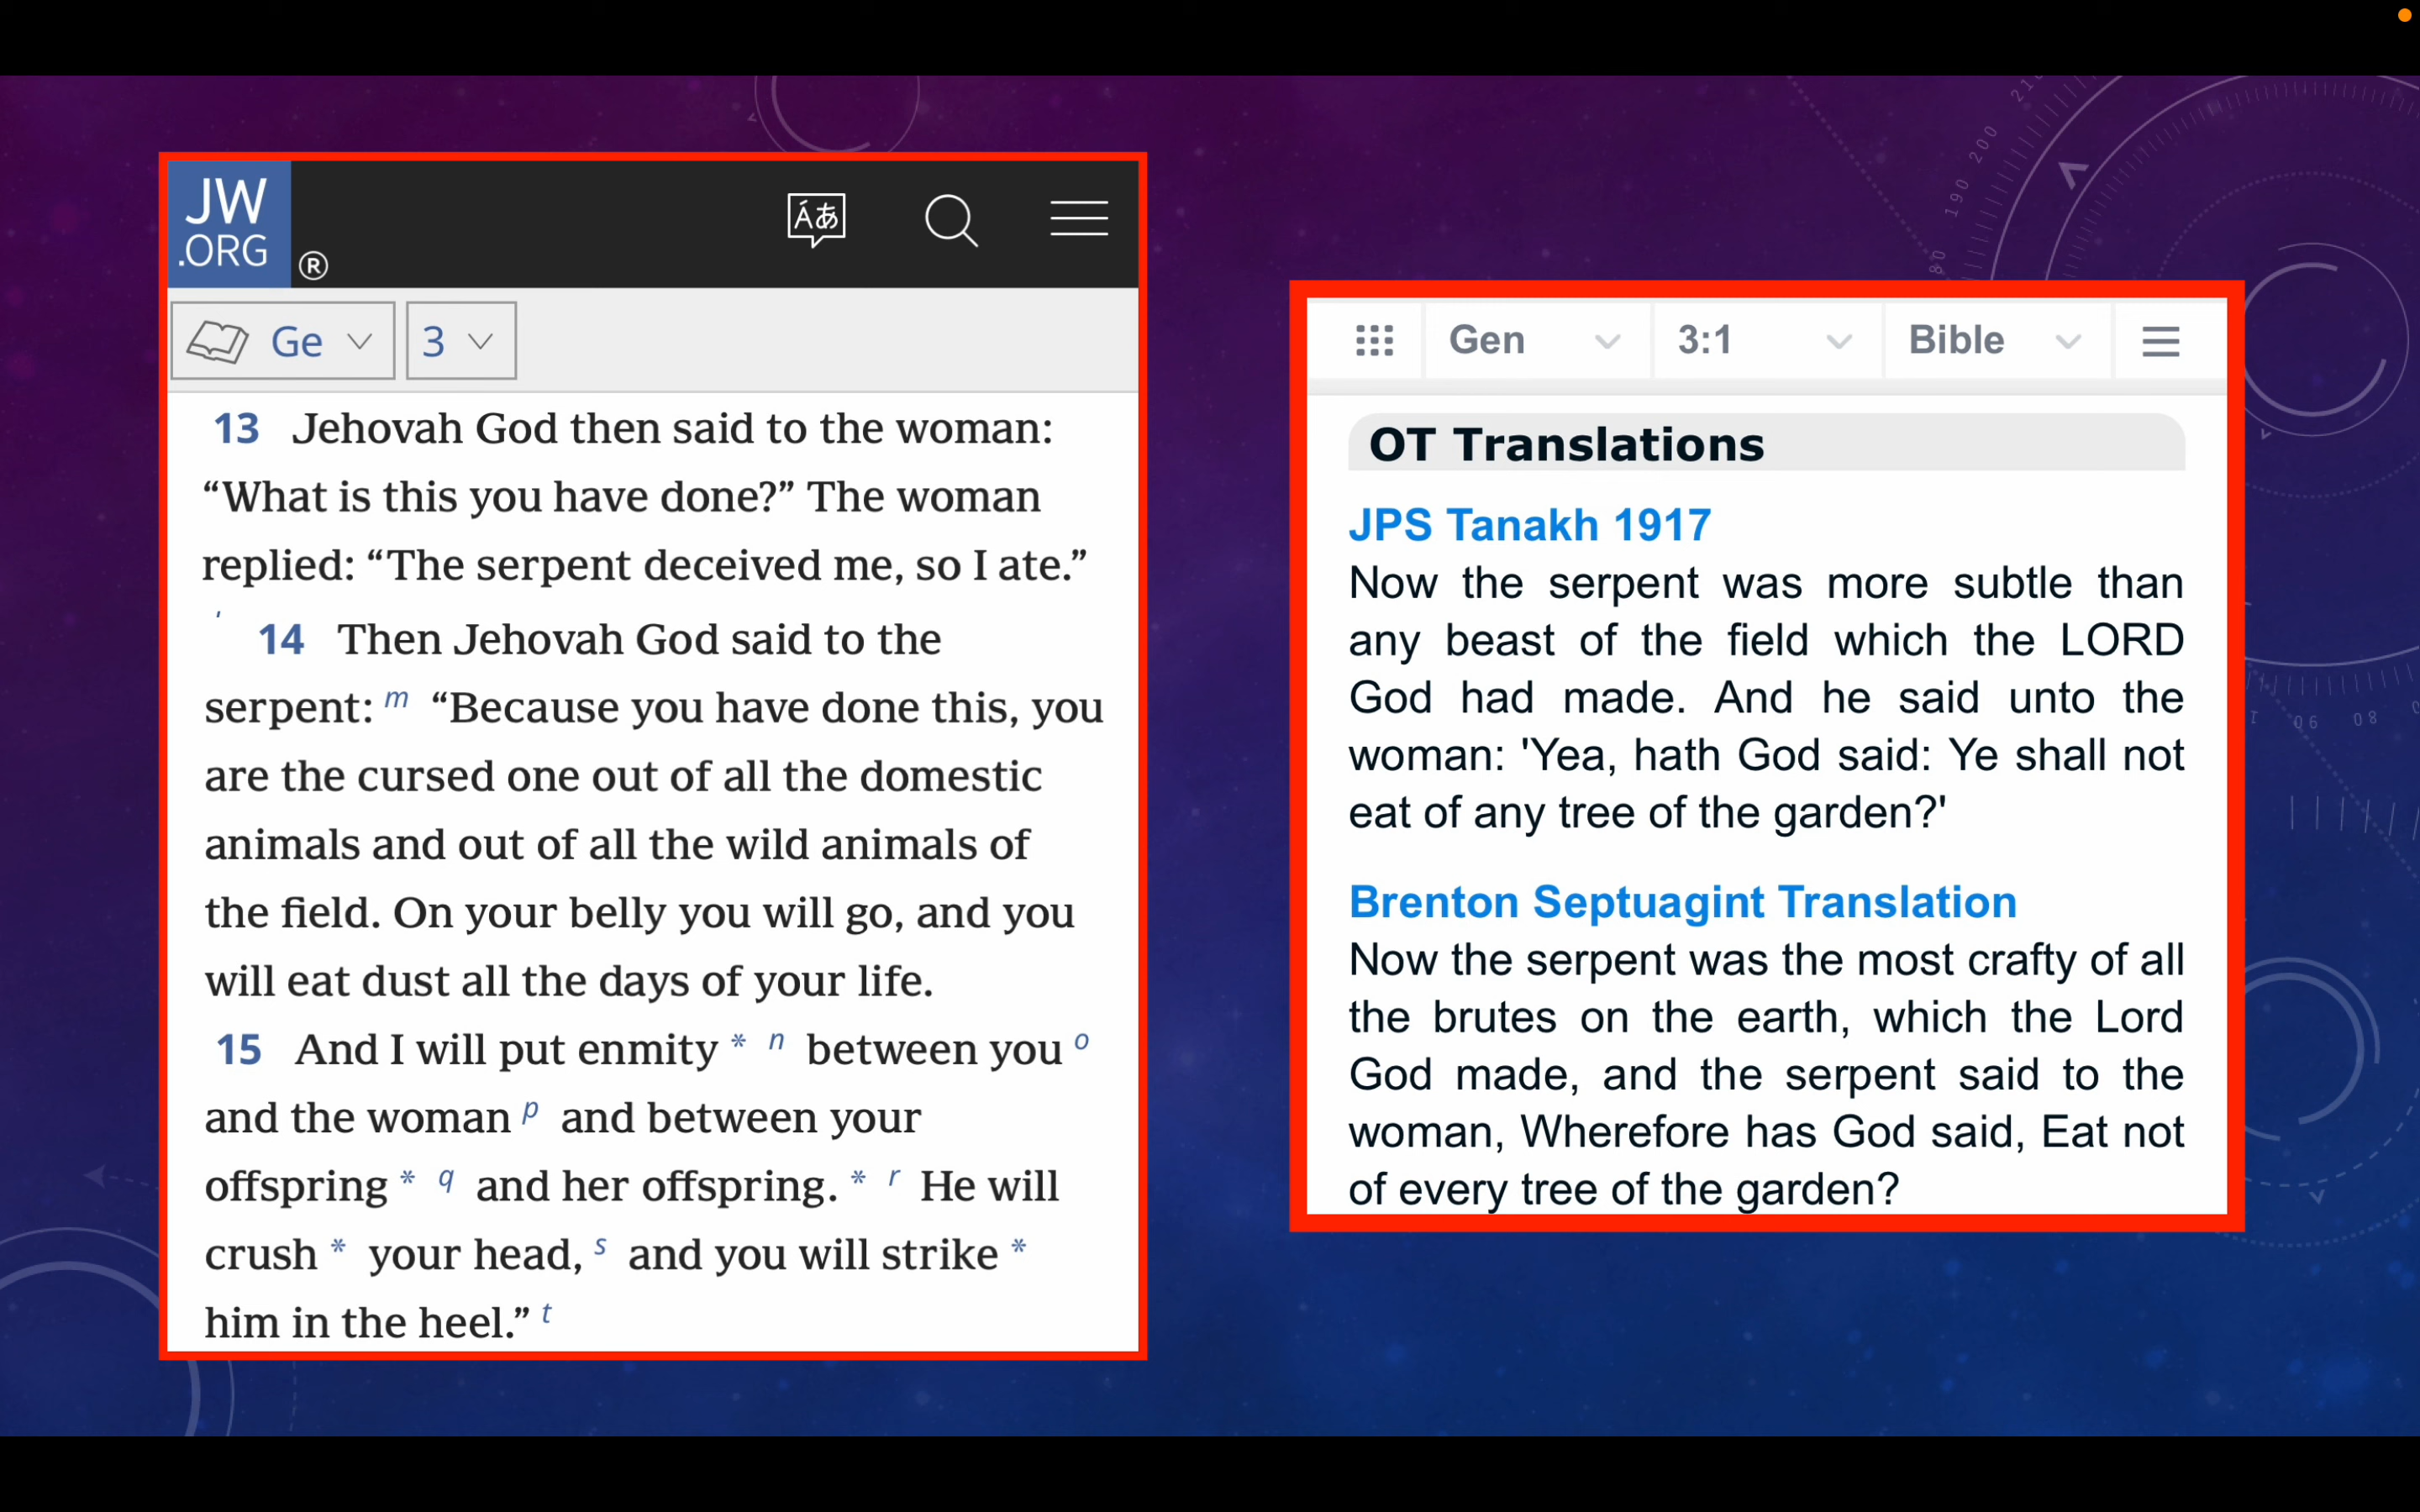 JW
.ORG
®
Áあ
Ge
3
13 Jehovah God then said to the woman:
“What is this you have done?” The woman
replied: “The serpent deceived me, so I ate.”
14 Then Jehovah God said to the
serpent: m “Because you have done this, you
are the cursed one out of all the domestic
animals and out of all the wild animals of
the field. On your belly you will go, and you
will eat dust all the days of your life.
15 And I will put enmity * n between you o
and the woman p and between your
offspring * q and her offspring. * r He will
crush * your head, s and you will strike *
him in the heel.” t
Gen
3:1
Bible
OT Translations
JPS Tanakh 1917
Now the serpent was more subtle than
any beast of the field which the LORD
God had made. And he said unto the
woman: 'Yea, hath God said: Ye shall not
eat of any tree of the garden?'
Brenton Septuagint Translation
Now the serpent was the most crafty of all
the brutes on the earth, which the Lord
God made, and the serpent said to the
woman, Wherefore has God said, Eat not
of every tree of the garden?
190
200
80
90